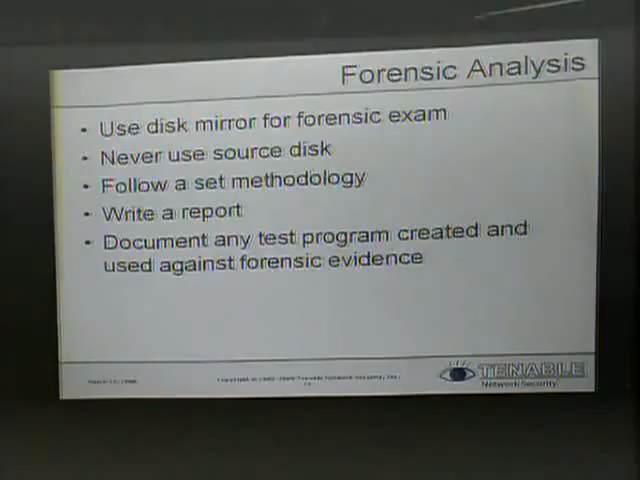 Forensic Analysis
• Use disk mirror for forensic exam
• Never use source disk
• Follow a set methodology
• Write a report
• Document any test program created and
used against forensic evidence
TENABLE
Network Security